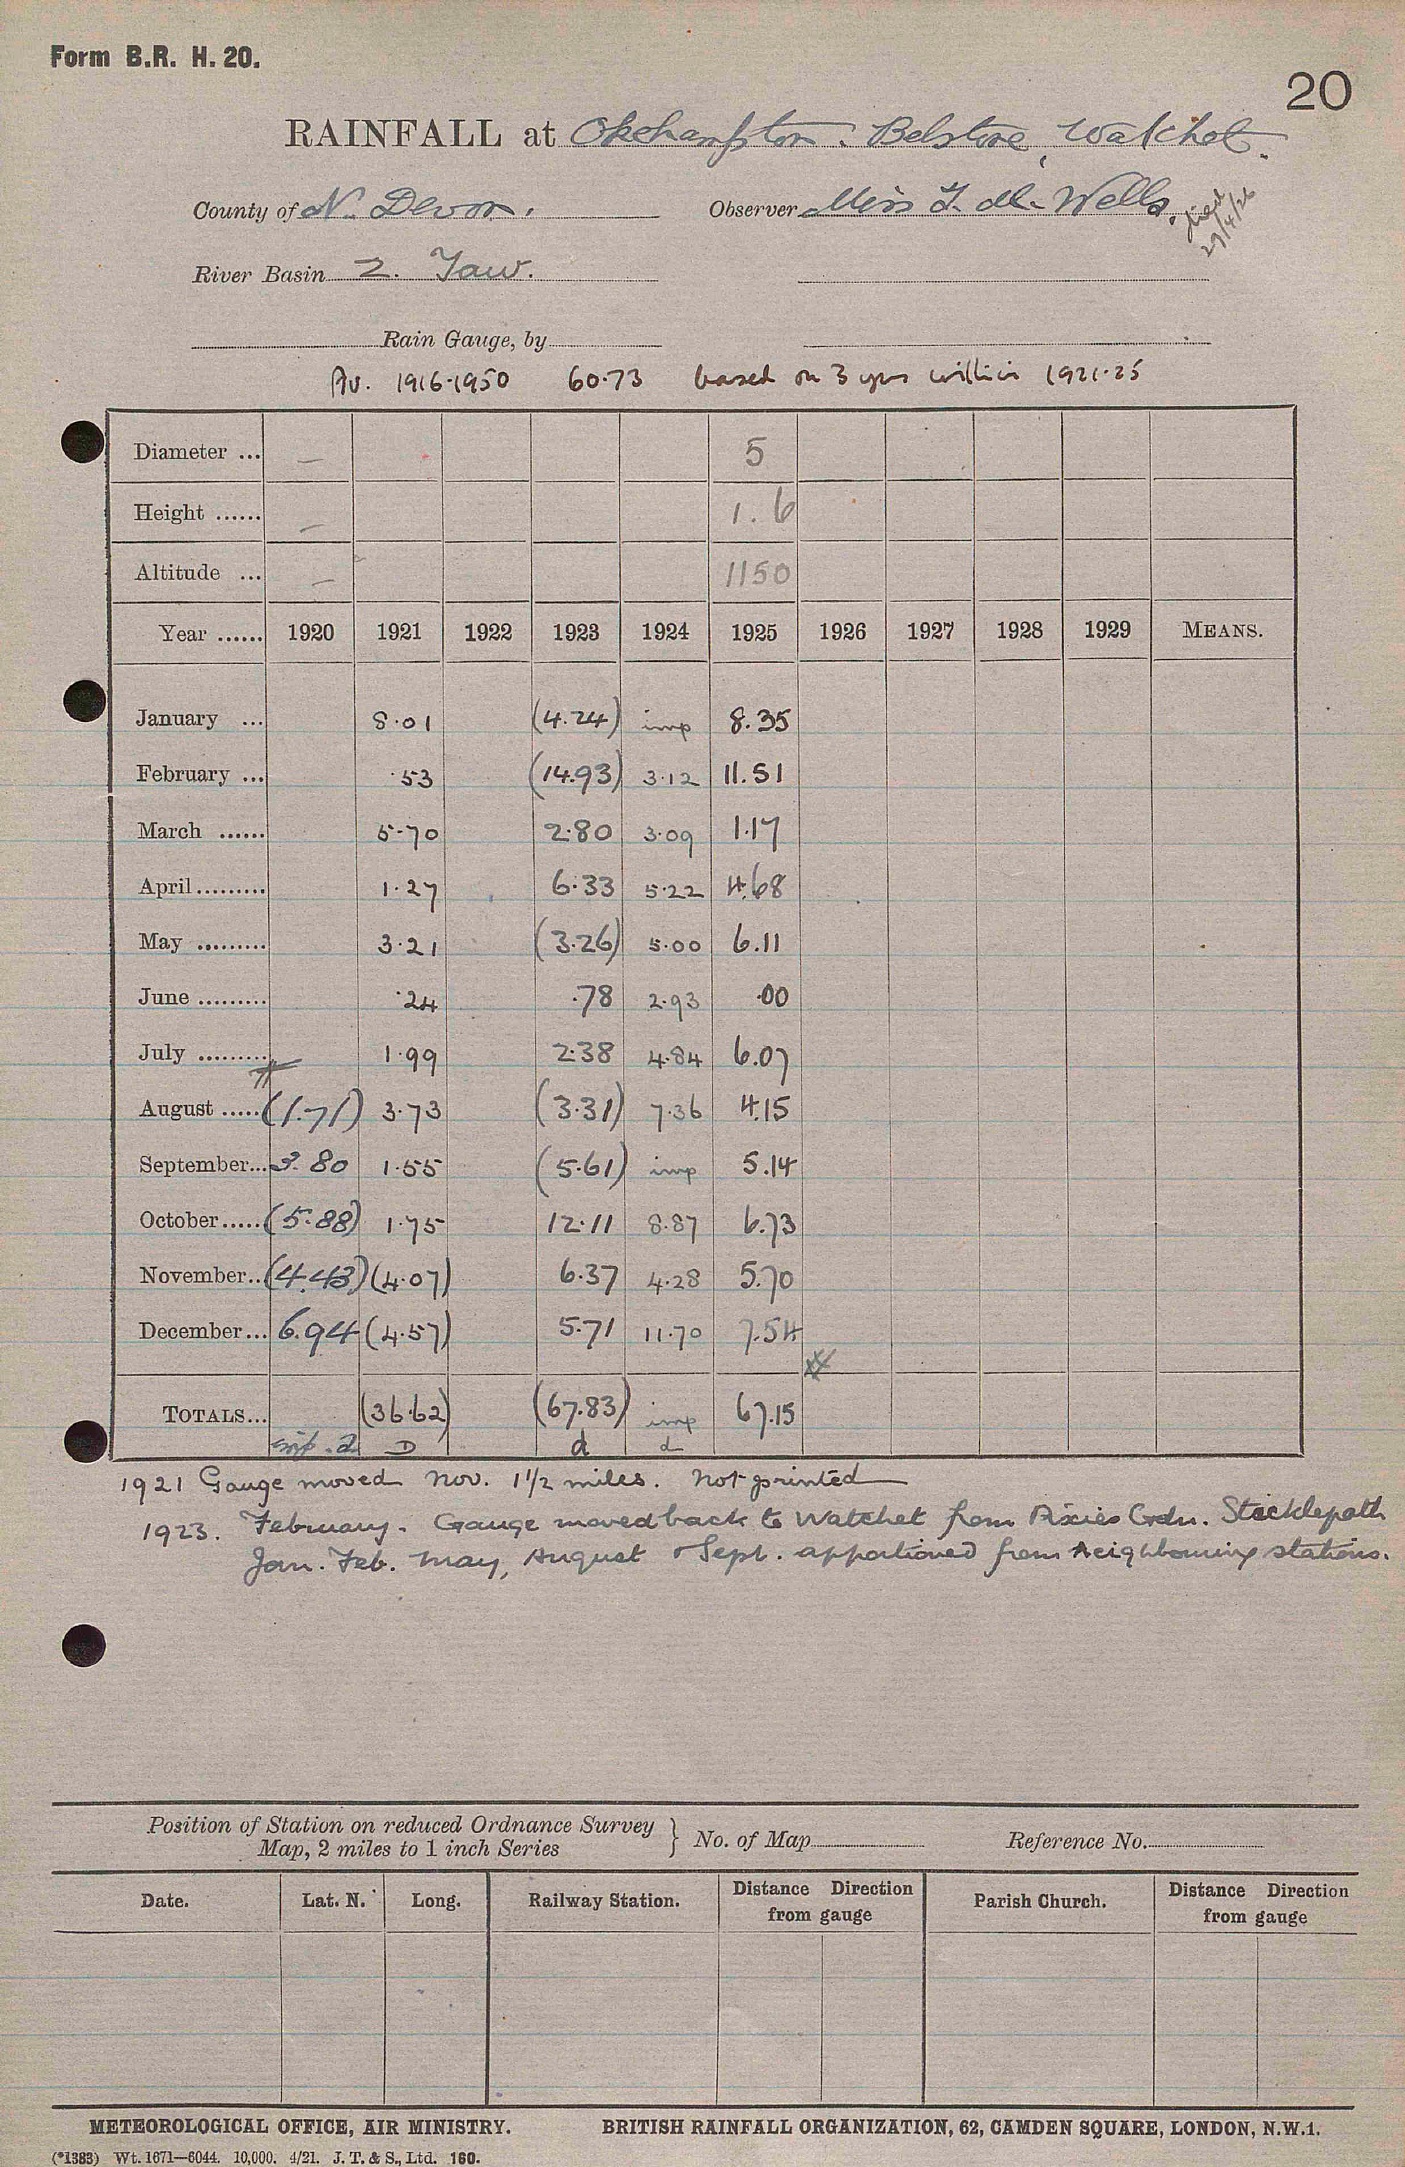 Form B.R. H. 20.
20
RAINFALL at Okehampton. Belstone, Watchet.
County of N. Devon. Observer Miss J. M. Wells. died 29/4/26
River Basin 2. Taw.
Rain Gauge, by
Av. 1916-1950 60.73 based on 3 yrs within 1921-25
Diameter ... — 5
Height ...... — 1.6
Altitude ... — 1150
Year ...... 1920 1921 1922 1923 1924 1925 1926 1927 1928 1929 MEANS.
January ... 8.01 (4.24) imp 8.35
February ... .53 (14.93) 3.12 11.51
March ...... 5.70 2.80 3.09 1.17
April......... 1.27 6.33 5.22 4.68
May ......... 3.21 (3.26) 5.00 6.11
June ......... .24 .78 2.93 .00
July ......... 1.99 2.38 4.84 6.07
August ..... (1.71) 3.73 (3.31) 7.36 4.15
September... 3.80 1.55 (5.61) imp 5.14
October..... (5.88) 1.75 12.11 8.87 6.73
November.. (4.43) (4.07) 6.37 4.28 5.70
December... 6.94 (4.57) 5.71 11.70 7.54
TOTALS... (36.62) (67.83) imp 67.15
imp. d D d d
1921 Gauge moved Nov. 1 1/2 miles. Not printed
1923. February. Gauge moved back to Watchet from Pixies Gdn. Sticklepath
Jan. Feb. May, August & Sept. apportioned from neighbouring stations.
Position of Station on reduced Ordnance Survey
Map, 2 miles to 1 inch Series } No. of Map Reference No.
Date. Lat. N. Long. Railway Station. Distance Direction from gauge Parish Church. Distance Direction from gauge
METEOROLOGICAL OFFICE, AIR MINISTRY. BRITISH RAINFALL ORGANIZATION, 62, CAMDEN SQUARE, LONDON, N.W.1.
(*1383) Wt. 1671—6044. 10,000. 4/21. J. T. & S., Ltd. 160.